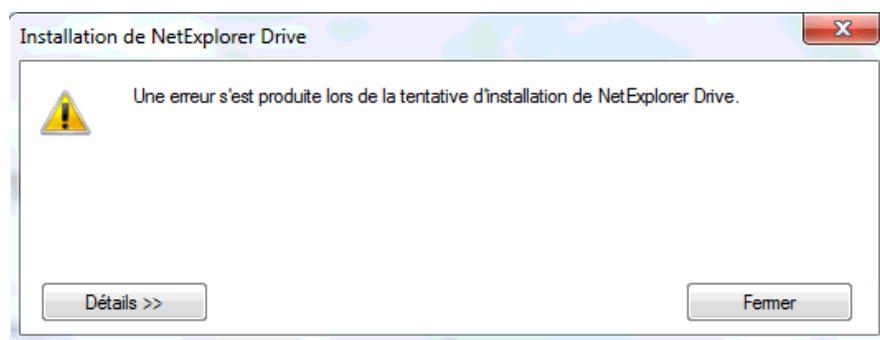 Installation de NetExplorer Drive
Une erreur s'est produite lors de la tentative d'installation de NetExplorer Drive.
Détails >>
Fermer